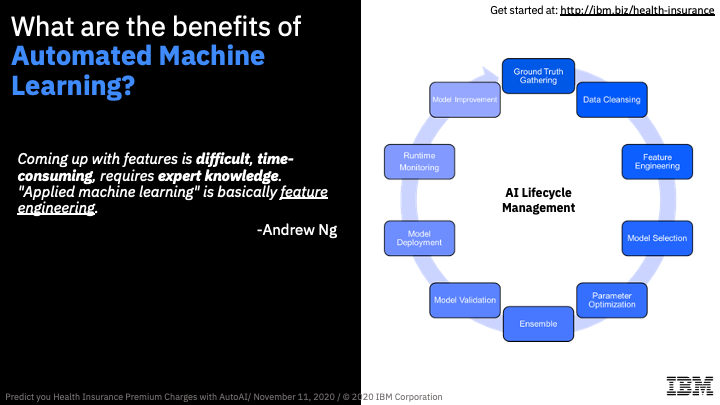 What are the benefits of
Automated Machine
Learning?
Coming up with features is difficult, time-
consuming, requires expert knowledge.
"Applied machine learning" is basically feature
engineering.
-Andrew Ng
Get started at: http://ibm.biz/health-insurance
Ground Truth
Gathering
Data Cleansing
Feature
Engineering
Model Selection
Parameter
Optimization
Ensemble
Model Validation
Model
Deployment
Runtime
Monitoring
Model Improvement
AI Lifecycle
Management
Predict you Health Insurance Premium Charges with AutoAI/ November 11, 2020 / © 2020 IBM Corporation
IBM